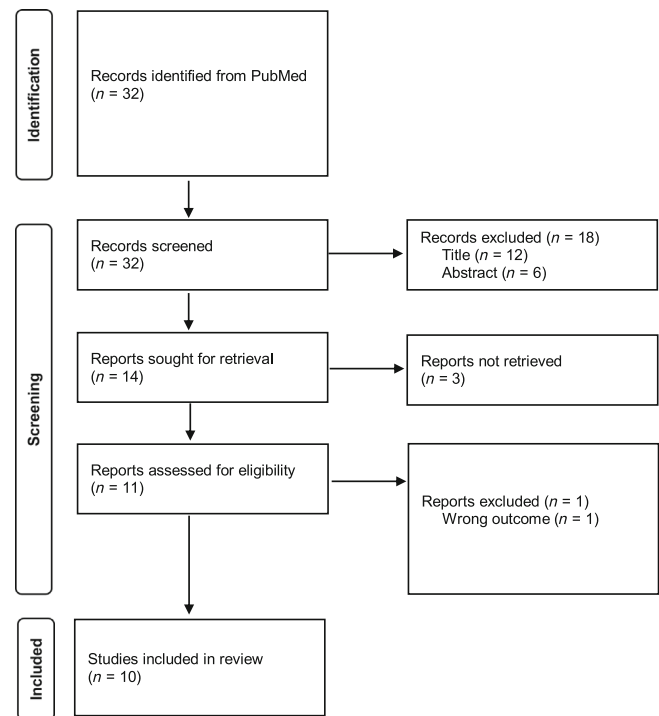 Identification
Records identified from PubMed
(n = 32)
Screening
Records screened
(n = 32)
Records excluded (n = 18)
Title (n = 12)
Abstract (n = 6)
Reports sought for retrieval
(n = 14)
Reports not retrieved
(n = 3)
Reports assessed for eligibility
(n = 11)
Reports excluded (n = 1)
Wrong outcome (n = 1)
Included
Studies included in review
(n = 10)